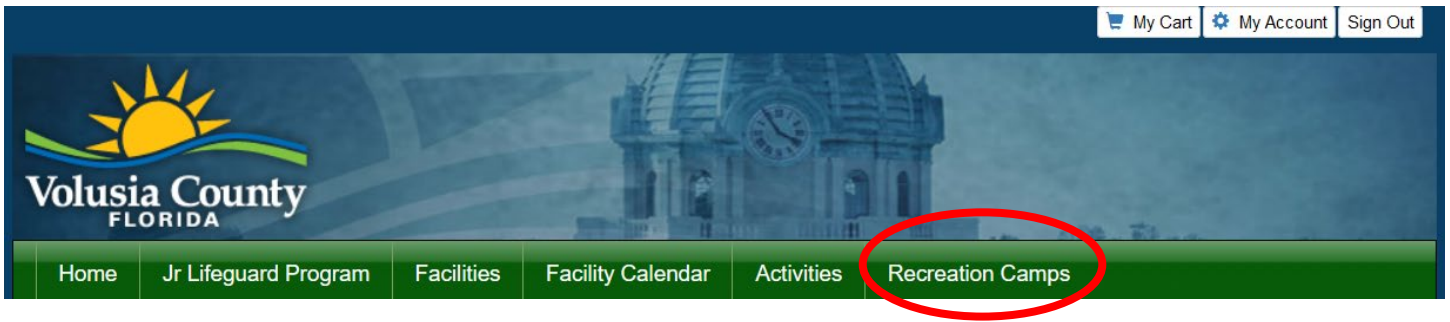 My Cart My Account Sign Out
Volusia County
FLORIDA
Home Jr Lifeguard Program Facilities Facility Calendar Activities Recreation Camps